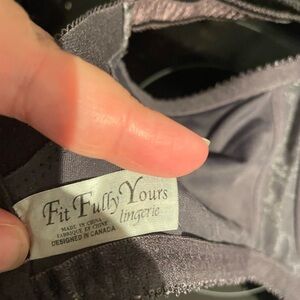 Fit Fully Yours
lingerie
MADE IN CHINA
FABRIQUE EN CHINE
DESIGNED IN CANADA